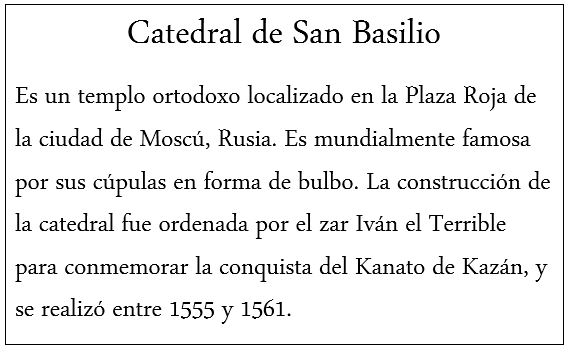 Catedral de San Basilio
Es un templo ortodoxo localizado en la Plaza Roja de
la ciudad de Moscú, Rusia. Es mundialmente famosa
por sus cúpulas en forma de bulbo. La construcción de
la catedral fue ordenada por el zar Iván el Terrible
para conmemorar la conquista del Kanato de Kazán, y
se realizó entre 1555 y 1561.